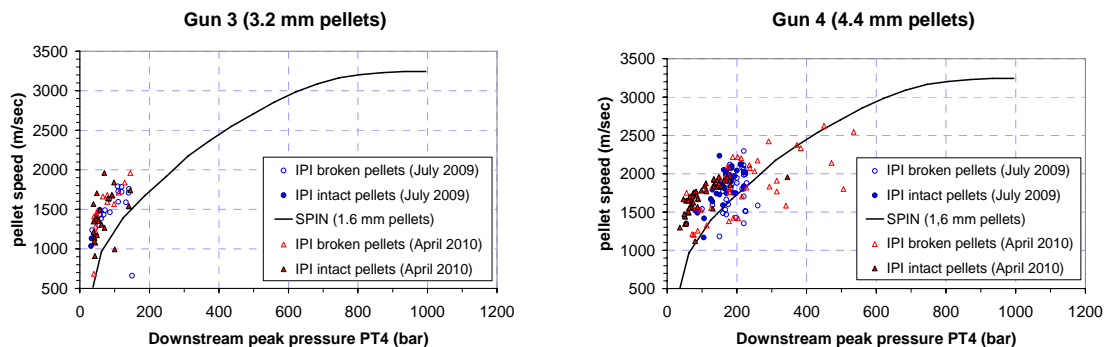 Gun 3 (3.2 mm pellets)
3500
3000
2500
2000
1500
1000
500
pellet speed (m/sec)
IPI broken pellets (July 2009)
IPI intact pellets (July 2009)
SPIN (1.6 mm pellets)
IPI broken pellets (April 2010)
IPI intact pellets (April 2010)
0 200 400 600 800 1000 1200
Downstream peak pressure PT4 (bar)
Gun 4 (4.4 mm pellets)
3500
3000
2500
2000
1500
1000
500
pellet speed (m/sec)
IPI broken pellets (July 2009)
IPI intact pellets (July 2009)
SPIN (1,6 mm pellets)
IPI broken pellets (April 2010)
IPI intact pellets (April 2010)
0 200 400 600 800 1000 1200
Downstream peak pressure PT4 (bar)